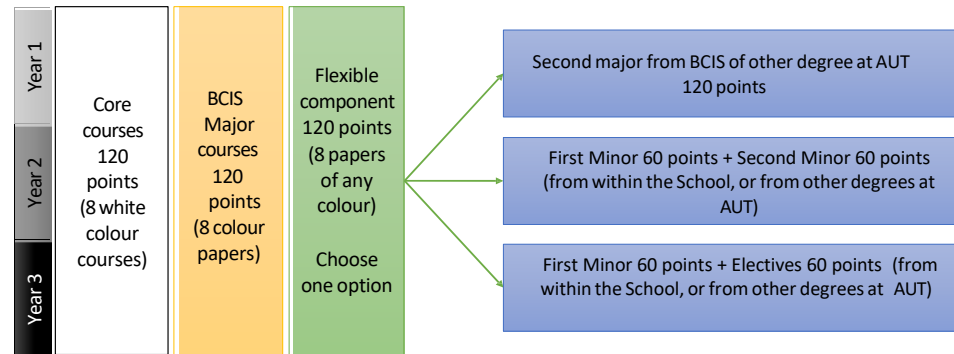 Year 1
Year 2
Year 3
Core
courses
120
points
(8 white
colour
courses)
BCIS
Major
courses
120
points
(8 colour
papers)
Flexible
component
120 points
(8 papers
of any
colour)
Choose
one option
Second major from BCIS of other degree at AUT
120 points
First Minor 60 points + Second Minor 60 points
(from within the School, or from other degrees at
AUT)
First Minor 60 points + Electives 60 points (from
within the School, or from other degrees at AUT)